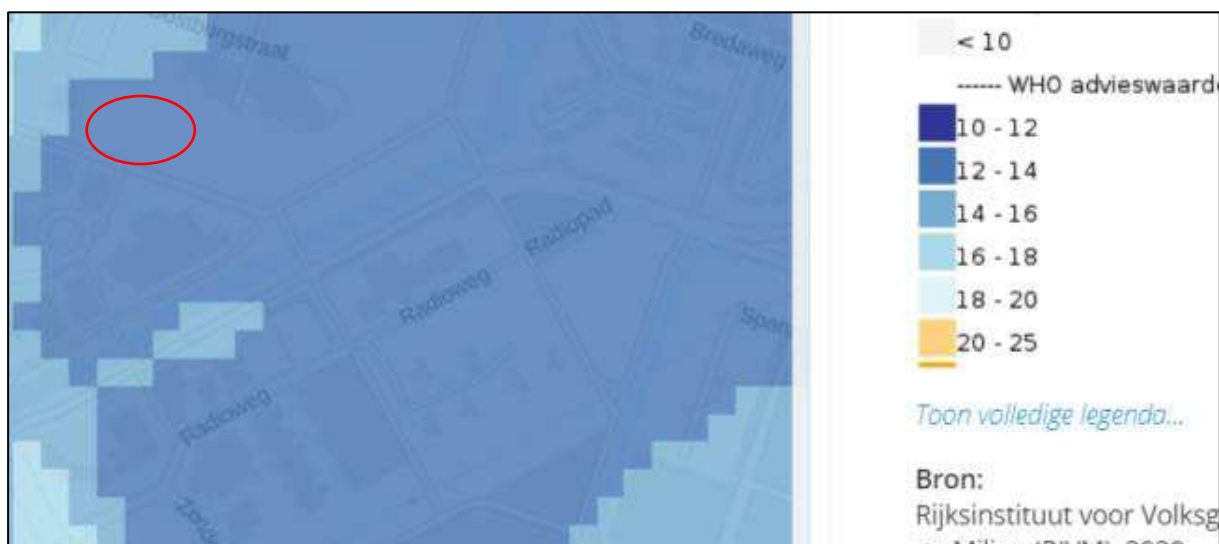 Bredaweg
Radiopad
Radioweg
Radioweg
< 10
------ WHO advieswaard
10 - 12
12 - 14
14 - 16
16 - 18
18 - 20
20 - 25
Toon volledige legenda...
Bron:
Rijksinstituut voor Volksg